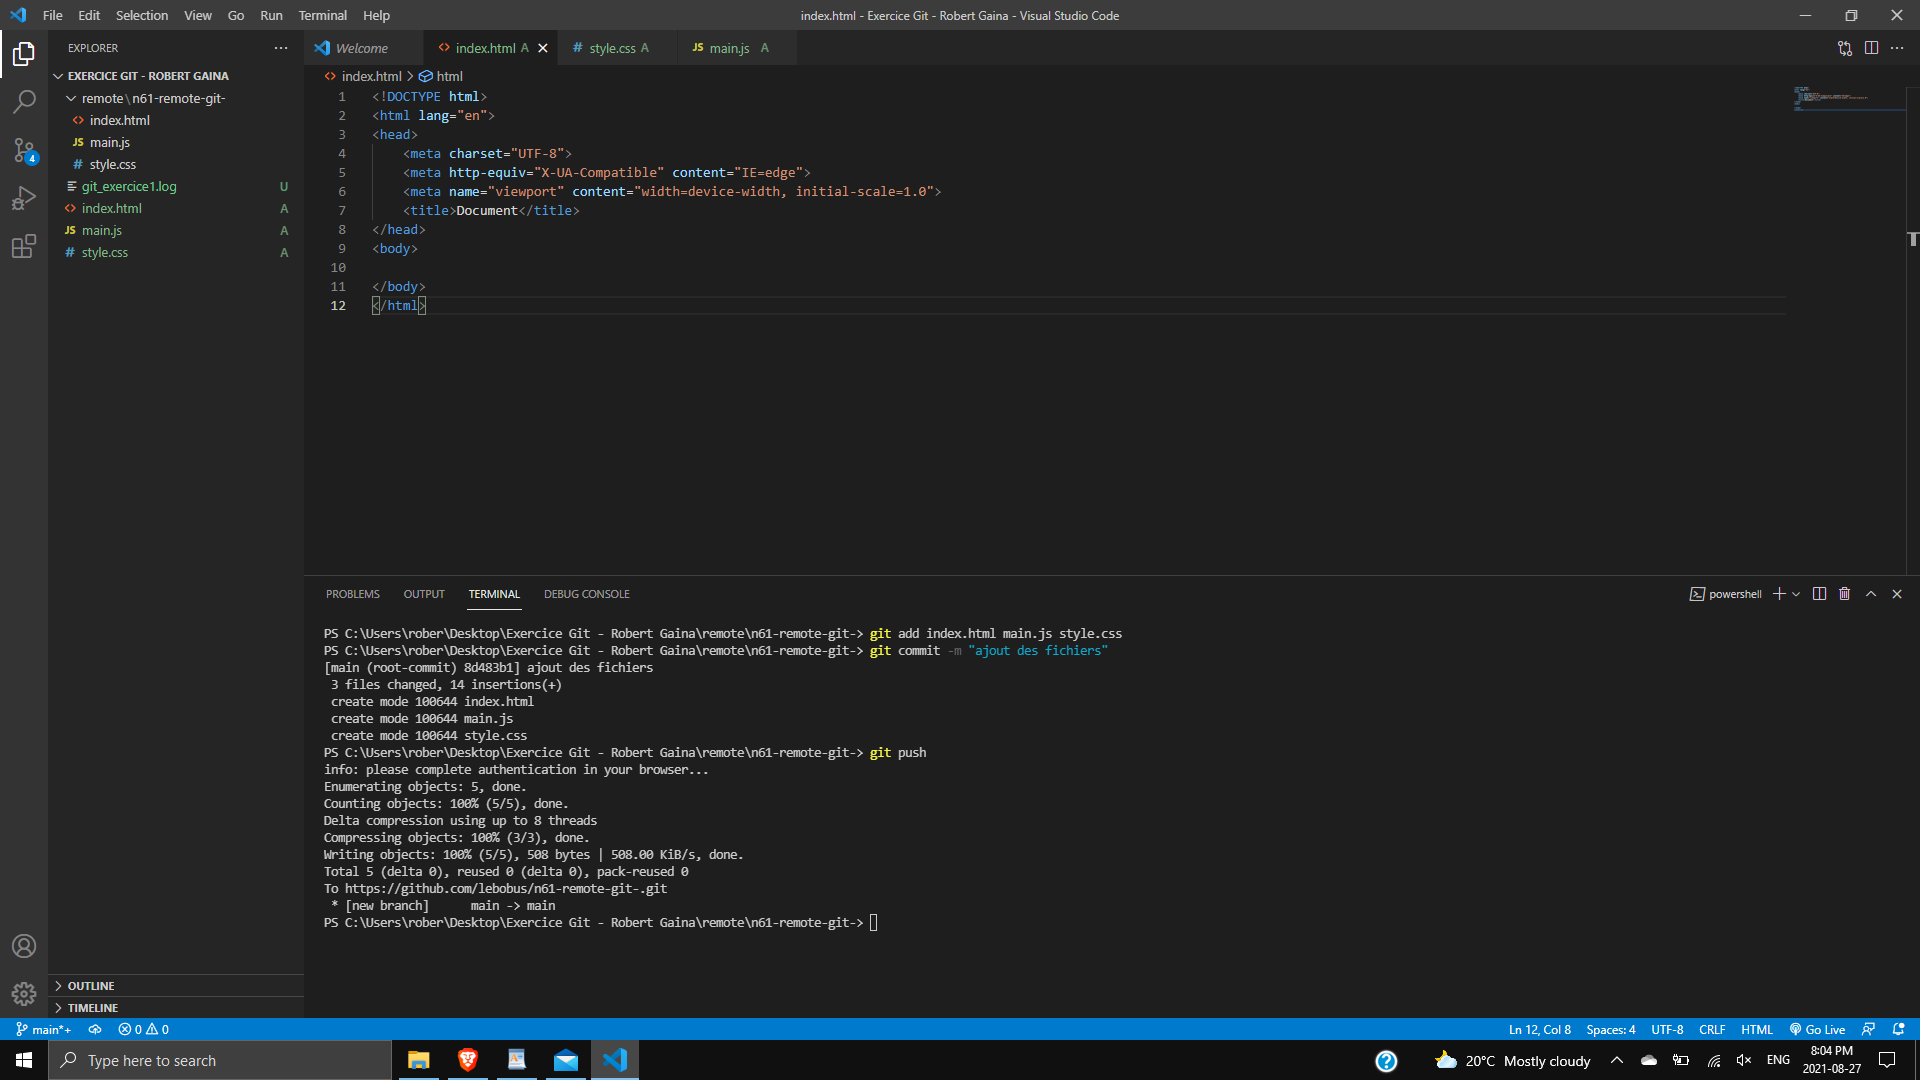 File Edit Selection View Go Run Terminal Help
index.html - Exercice Git - Robert Gaina - Visual Studio Code
EXPLORER
EXERCICE GIT - ROBERT GAINA
remote\n61-remote-git-
index.html
JS main.js
# style.css
git_exercice1.log U
index.html A
JS main.js A
# style.css A
OUTLINE
TIMELINE
4
Welcome
index.html A
# style.css A
JS main.js A
index.html > html
1 <!DOCTYPE html>
2 <html lang="en">
3 <head>
4 <meta charset="UTF-8">
5 <meta http-equiv="X-UA-Compatible" content="IE=edge">
6 <meta name="viewport" content="width=device-width, initial-scale=1.0">
7 <title>Document</title>
8 </head>
9 <body>
10
11 </body>
12 </html>
PROBLEMS OUTPUT TERMINAL DEBUG CONSOLE
powershell
PS C:\Users\rober\Desktop\Exercice Git - Robert Gaina\remote\n61-remote-git-> git add index.html main.js style.css
PS C:\Users\rober\Desktop\Exercice Git - Robert Gaina\remote\n61-remote-git-> git commit -m "ajout des fichiers"
[main (root-commit) 8d483b1] ajout des fichiers
3 files changed, 14 insertions(+)
create mode 100644 index.html
create mode 100644 main.js
create mode 100644 style.css
PS C:\Users\rober\Desktop\Exercice Git - Robert Gaina\remote\n61-remote-git-> git push
info: please complete authentication in your browser...
Enumerating objects: 5, done.
Counting objects: 100% (5/5), done.
Delta compression using up to 8 threads
Compressing objects: 100% (3/3), done.
Writing objects: 100% (5/5), 508 bytes | 508.00 KiB/s, done.
Total 5 (delta 0), reused 0 (delta 0), pack-reused 0
To https://github.com/lebobus/n61-remote-git-.git
* [new branch] main -> main
PS C:\Users\rober\Desktop\Exercice Git - Robert Gaina\remote\n61-remote-git->
main*+ 0 0
Ln 12, Col 8 Spaces: 4 UTF-8 CRLF HTML Go Live
Type here to search
20°C Mostly cloudy
ENG
8:04 PM
2021-08-27